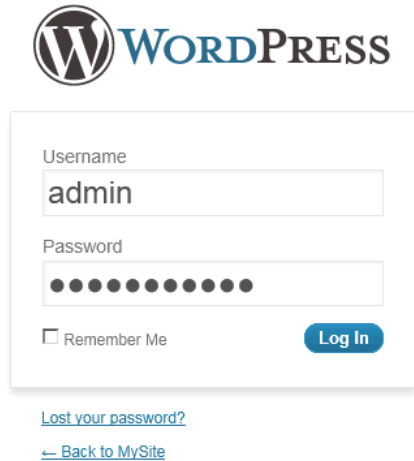 WORDPRESS
Username
admin
Password
●●●●●●●●●●●
Remember Me
Log In
Lost your password?
← Back to MySite